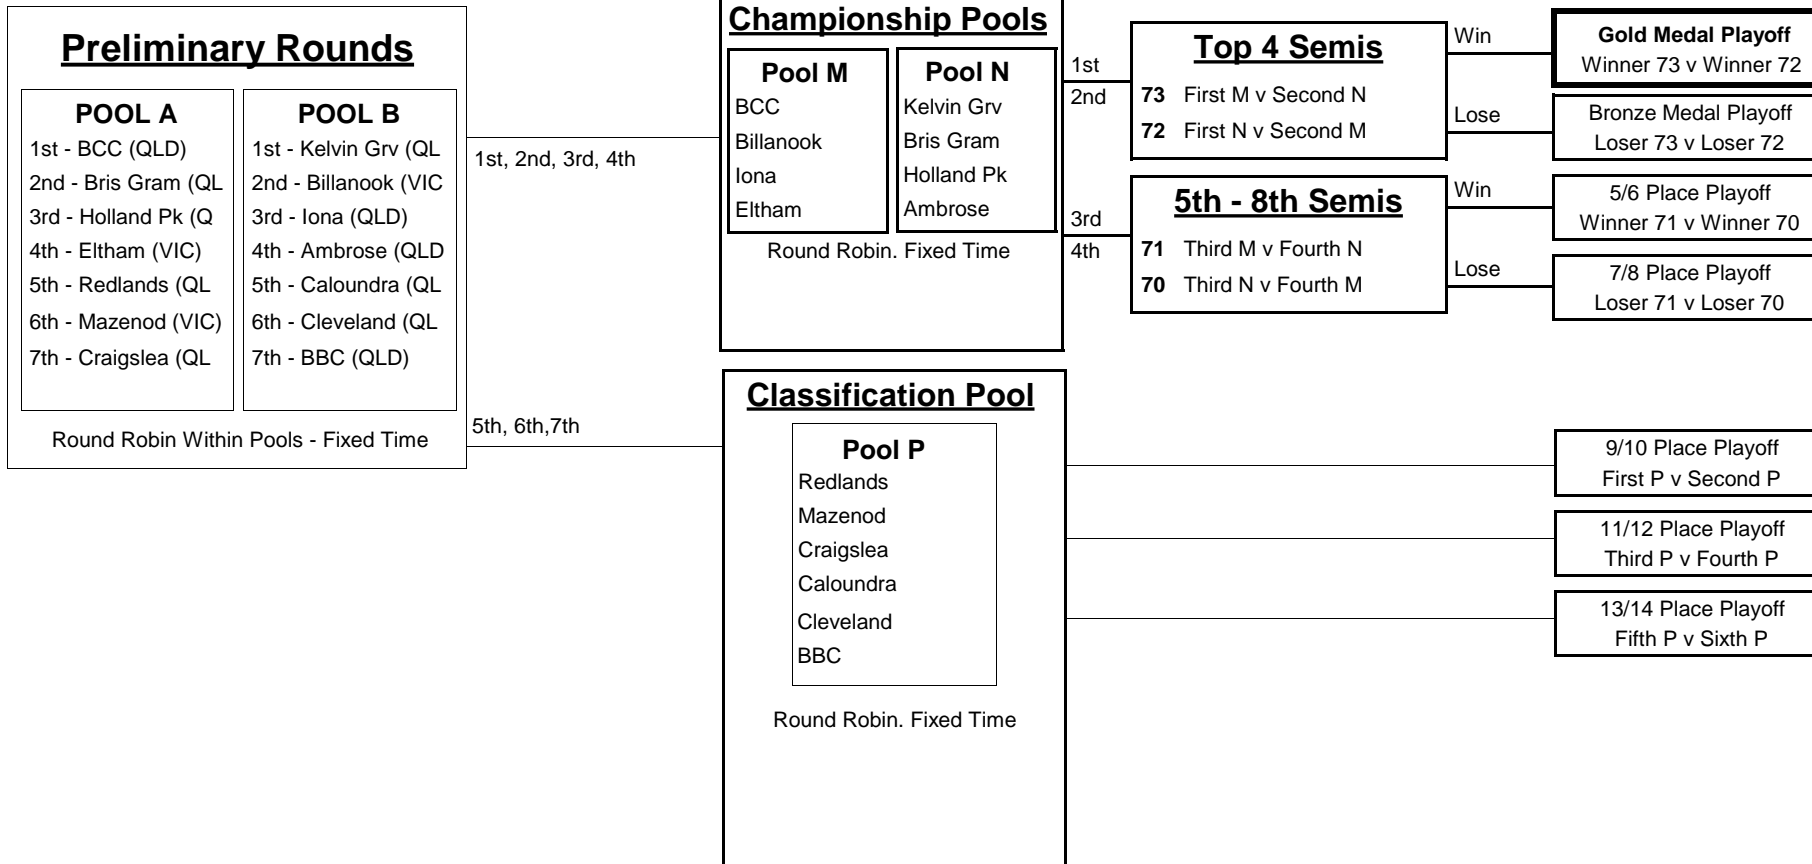 Preliminary Rounds
POOL A
1st - BCC (QLD)
2nd - Bris Gram (QL
3rd - Holland Pk (Q
4th - Eltham (VIC)
5th - Redlands (QL
6th - Mazenod (VIC)
7th - Craigslea (QL
POOL B
1st - Kelvin Grv (QL
2nd - Billanook (VIC
3rd - Iona (QLD)
4th - Ambrose (QLD
5th - Caloundra (QL
6th - Cleveland (QL
7th - BBC (QLD)
Round Robin Within Pools - Fixed Time
1st, 2nd, 3rd, 4th
5th, 6th,7th
Championship Pools
Pool M
BCC
Billanook
Iona
Eltham
Pool N
Kelvin Grv
Bris Gram
Holland Pk
Ambrose
Round Robin. Fixed Time
1st
2nd
3rd
4th
Top 4 Semis
73 First M v Second N
72 First N v Second M
5th - 8th Semis
71 Third M v Fourth N
70 Third N v Fourth M
Win
Lose
Win
Lose
Gold Medal Playoff
Winner 73 v Winner 72
Bronze Medal Playoff
Loser 73 v Loser 72
5/6 Place Playoff
Winner 71 v Winner 70
7/8 Place Playoff
Loser 71 v Loser 70
Classification Pool
Pool P
Redlands
Mazenod
Craigslea
Caloundra
Cleveland
BBC
Round Robin. Fixed Time
9/10 Place Playoff
First P v Second P
11/12 Place Playoff
Third P v Fourth P
13/14 Place Playoff
Fifth P v Sixth P